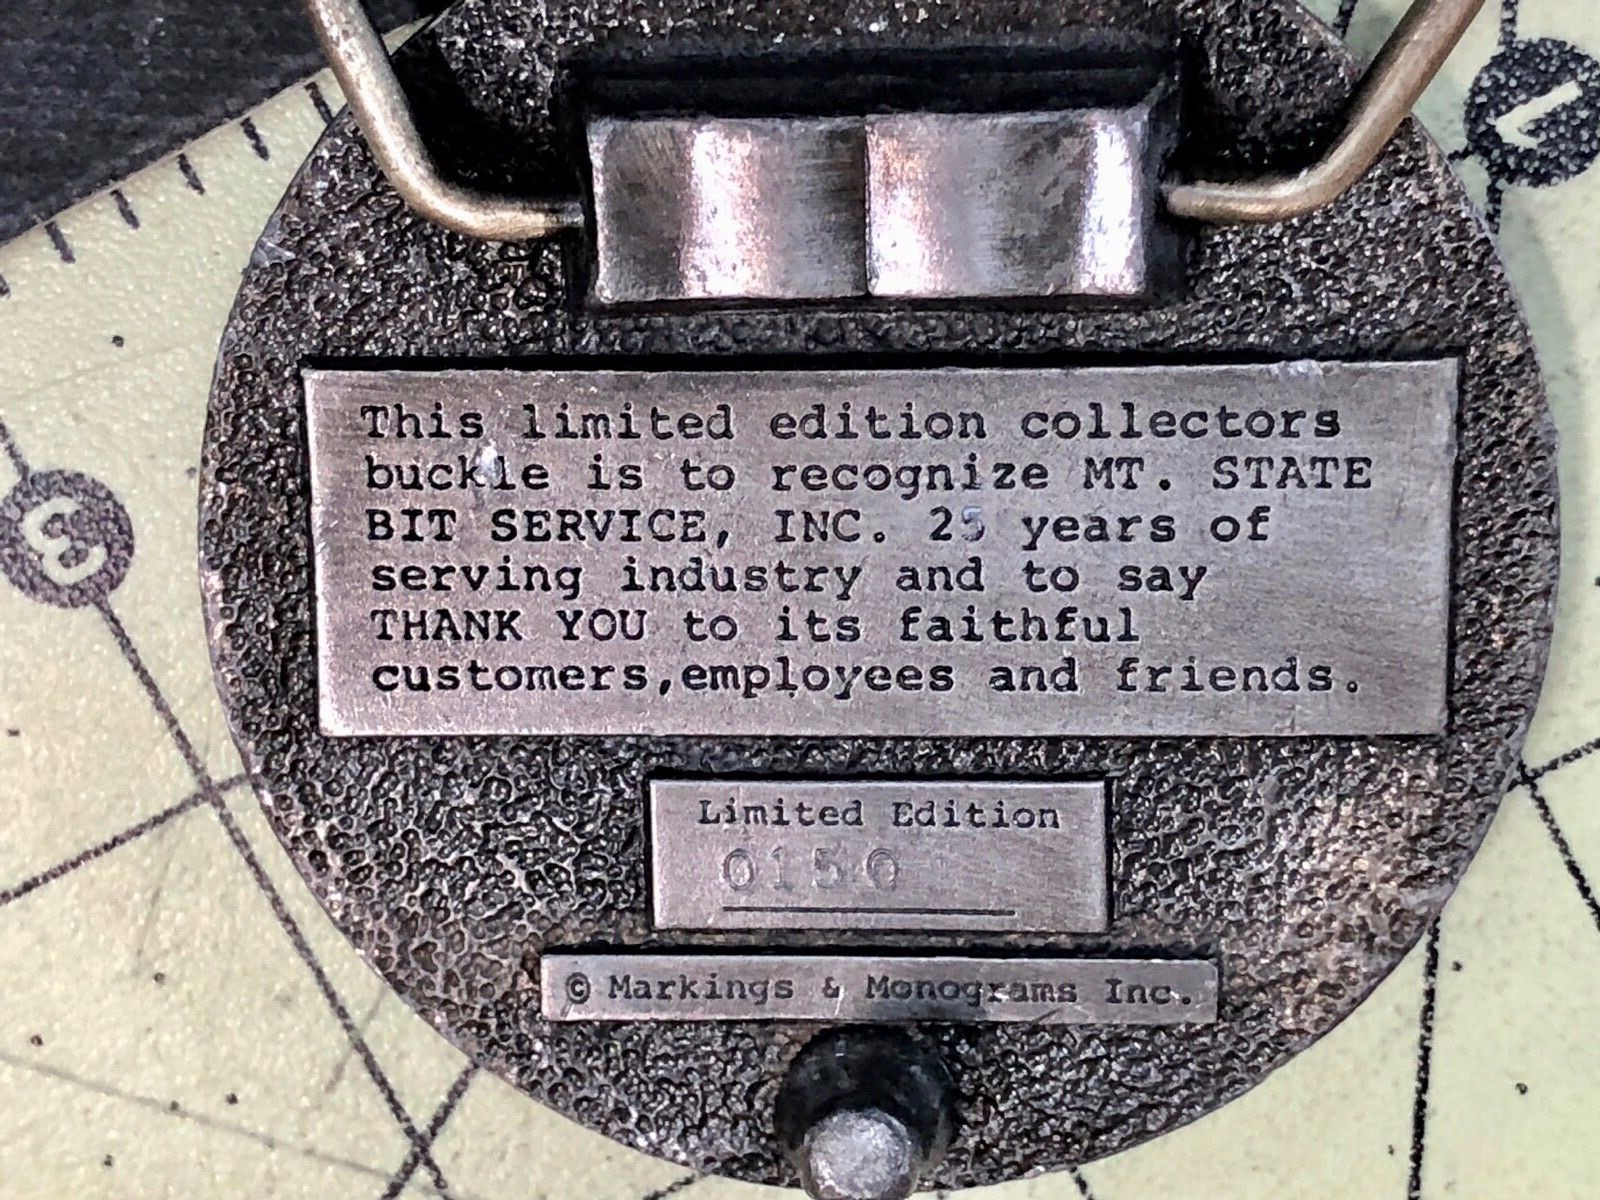 This limited edition collectors
buckle is to recognize MT. STATE
BIT SERVICE, INC. 25 years of
serving industry and to say
THANK YOU to its faithful
customers,employees and friends.
Limited Edition
0150
© Markings & Monograms Inc.
3